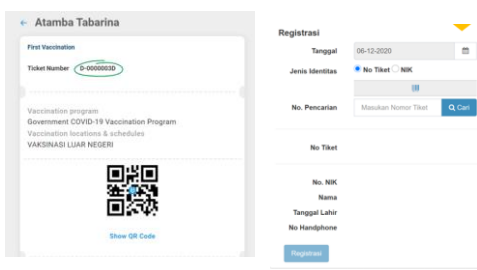 ← Atamba Tabarina
First Vaccination
Ticket Number D-0000003D
Vaccination program
Government COVID-19 Vaccination Program
Vaccination locations & schedules
VAKSINASI LUAR NEGERI
Show QR Code
Registrasi
Tanggal 06-12-2020
Jenis Identitas No Tiket NIK
No. Pencarian Masukan Nomor Tiket Cari
No Tiket
No. NIK
Nama
Tanggal Lahir
No Handphone
Registrasi